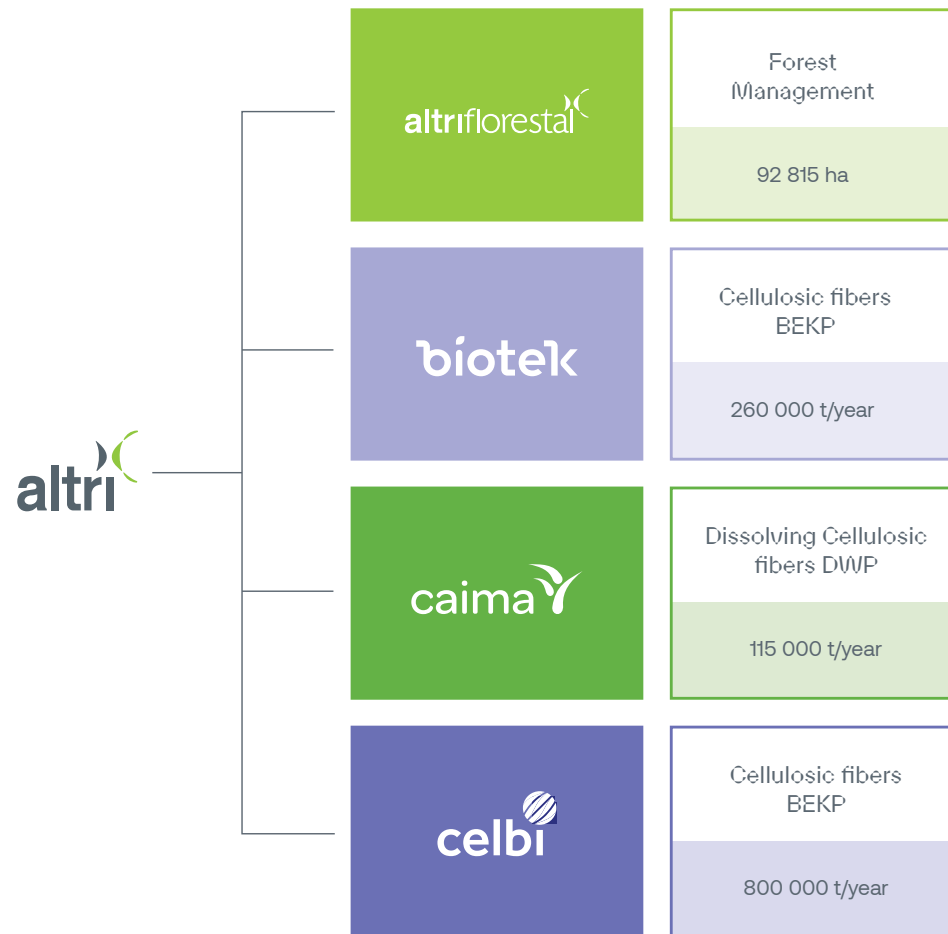 altri
altriflorestal
Forest
Management
92 815 ha
biotek
Cellulosic fibers
BEKP
260 000 t/year
caima
Dissolving Cellulosic
fibers DWP
115 000 t/year
celbi
Cellulosic fibers
BEKP
800 000 t/year